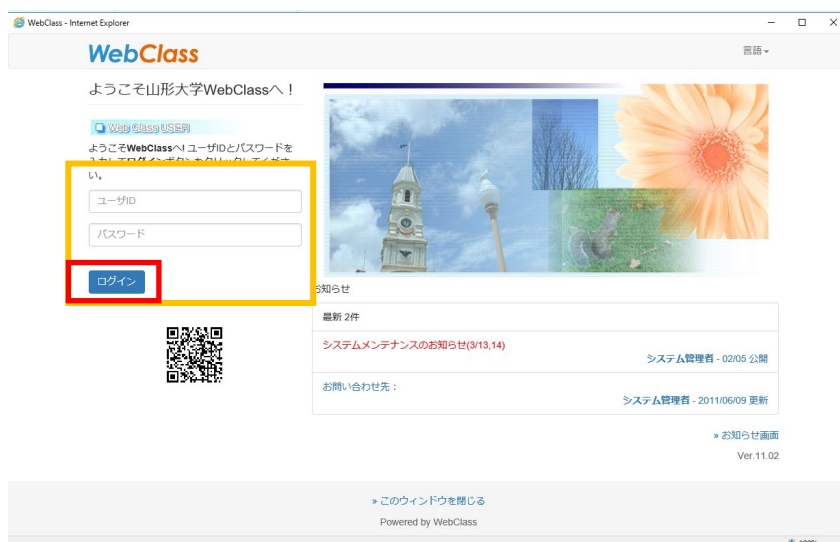 WebClass - Internet Explorer
WebClass
言語
ようこそ山形大学WebClassへ！
Web Class USER
ようこそWebClassへ! ユーザIDとパスワードを
い。
ユーザID
パスワード
ログイン
お知らせ
最新 2件
システムメンテナンスのお知らせ(3/13,14)
システム管理者 - 02/05 公開
お問い合わせ先：
システム管理者 - 2011/06/09 更新
» お知らせ画面
Ver.11.02
» このウィンドウを閉じる
Powered by WebClass